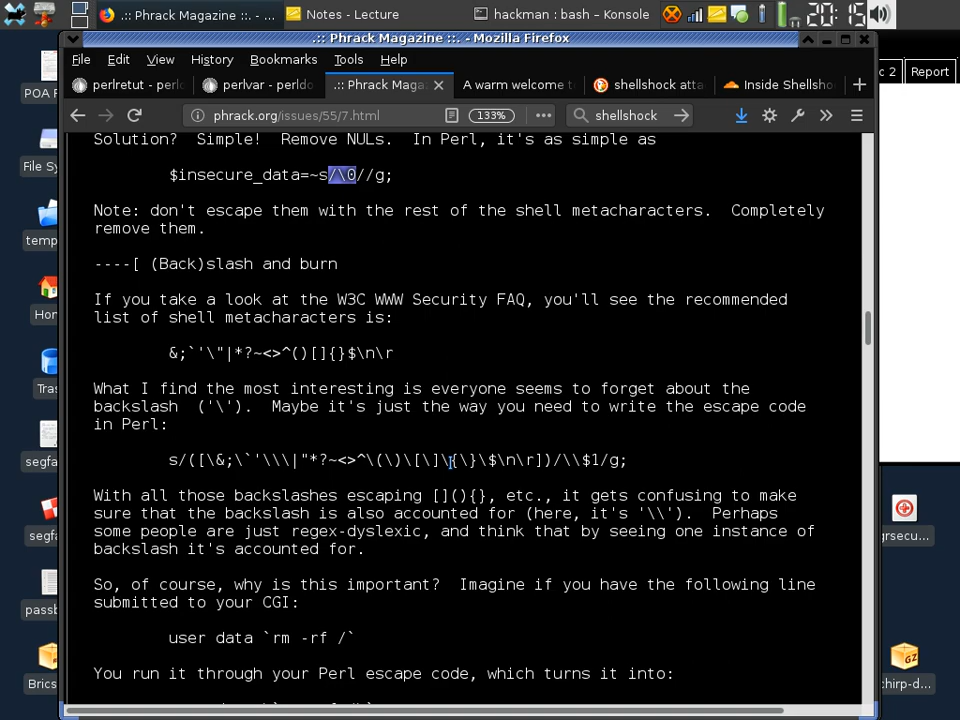 .:: Phrack Magazine ::. - ...
Notes - Lecture
hackman : bash – Konsole
20:15
.:: Phrack Magazine ::. - Mozilla Firefox
File Edit View History Bookmarks Tools Help
perlretut - perld
perlvar - perldo
.:: Phrack Maga
A warm welcome t
shellshock atta
Inside Shellsho
c 2
Report
phrack.org/issues/55/7.html
133%
shellshock
POA F
temp
Hon
Tras
segfa
segfa
passb
Brics
grsecu...
chirp-d...
Solution?  Simple!  Remove NULs.  In Perl, it's as simple as
$insecure_data=~s/\0//g;
Note: don't escape them with the rest of the shell metacharacters.  Completely
remove them.
----[ (Back)slash and burn
If you take a look at the W3C WWW Security FAQ, you'll see the recommended
list of shell metacharacters is:
&;`'\"|*?~<>^()[]{}$\n\r
What I find the most interesting is everyone seems to forget about the
backslash  ('\').  Maybe it's just the way you need to write the escape code
in Perl:
s/([\&;\`'\\\|"*?~<>^\(\)\[\]\{\}\$\n\r])/\\$1/g;
With all those backslashes escaping [](){}, etc., it gets confusing to make
sure that the backslash is also accounted for (here, it's '\\').  Perhaps
some people are just regex-dyslexic, and think that by seeing one instance of
backslash it's accounted for.
So, of course, why is this important?  Imagine if you have the following line
submitted to your CGI:
user data `rm -rf /`
You run it through your Perl escape code, which turns it into: